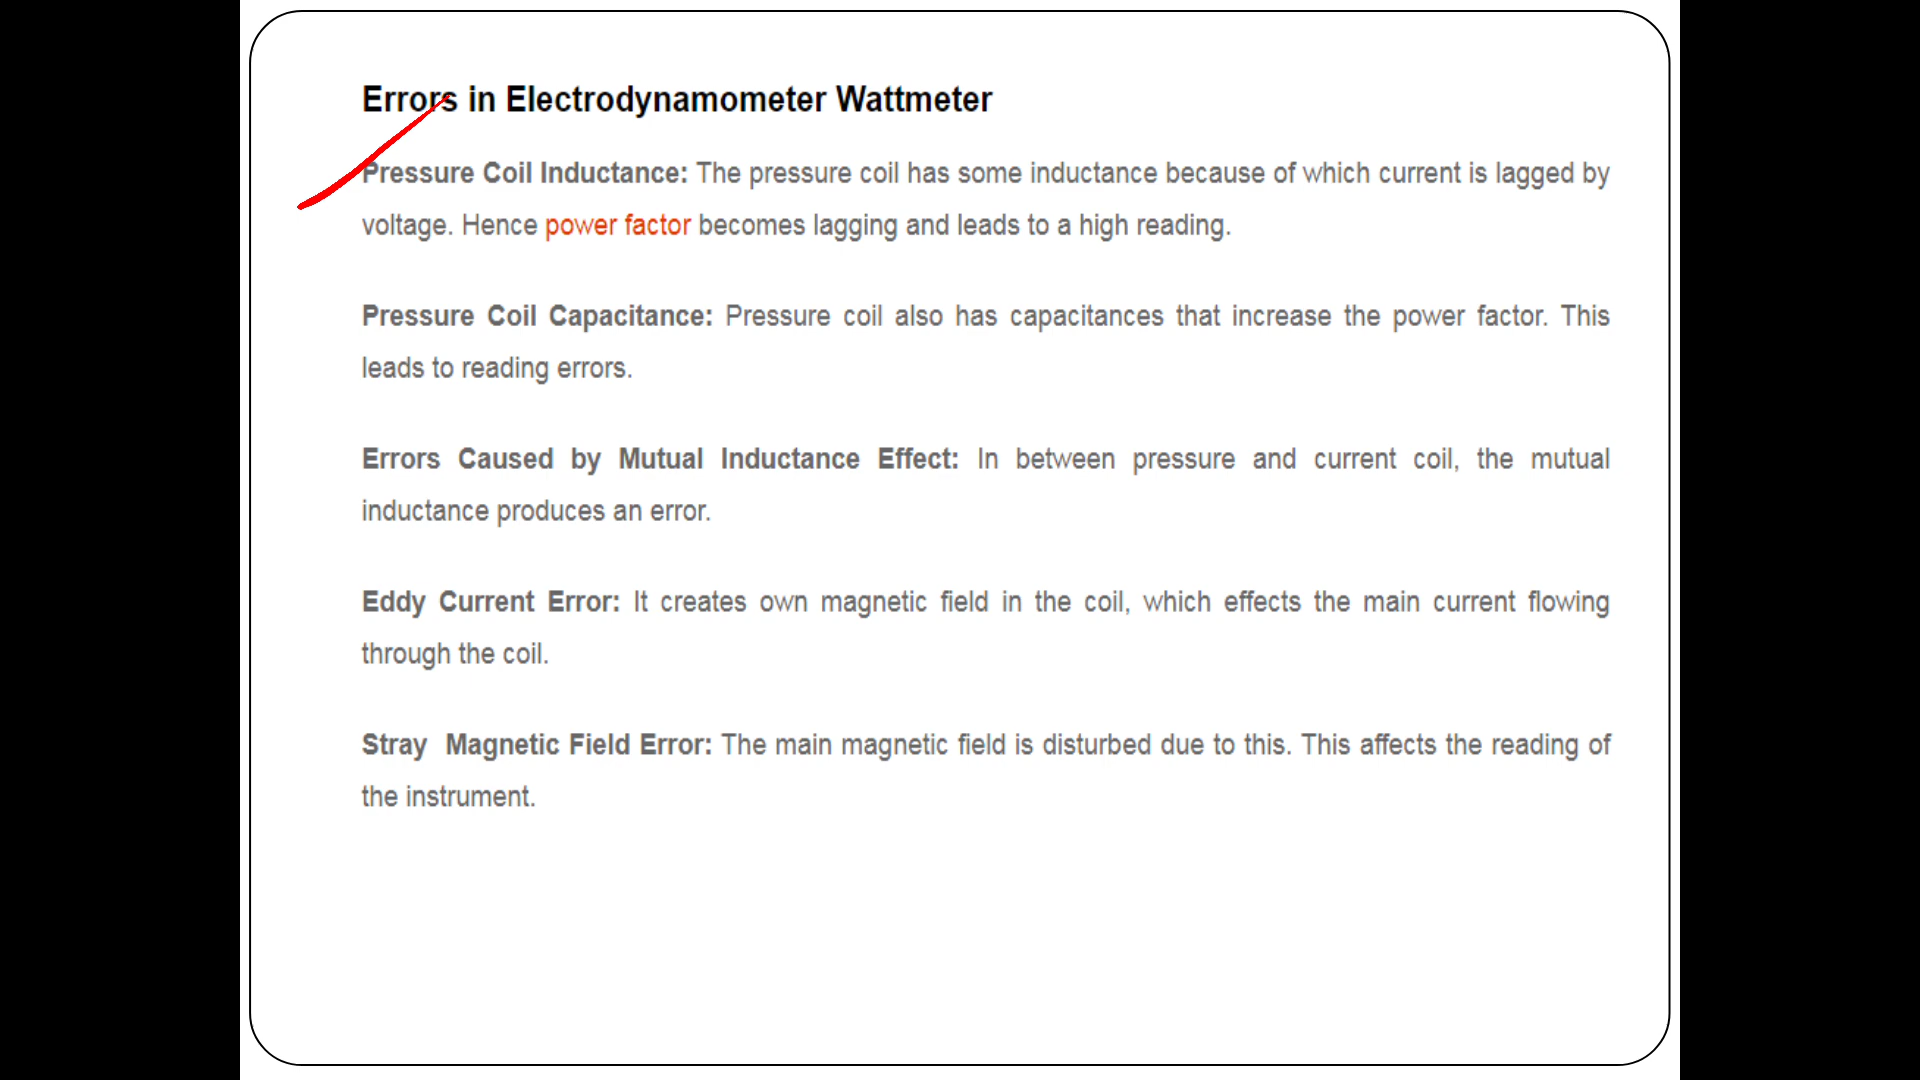 Errors in Electrodynamometer Wattmeter
Pressure Coil Inductance: The pressure coil has some inductance because of which current is lagged by
voltage. Hence power factor becomes lagging and leads to a high reading.
Pressure Coil Capacitance: Pressure coil also has capacitances that increase the power factor. This
leads to reading errors.
Errors Caused by Mutual Inductance Effect: In between pressure and current coil, the mutual
inductance produces an error.
Eddy Current Error: It creates own magnetic field in the coil, which effects the main current flowing
through the coil.
Stray Magnetic Field Error: The main magnetic field is disturbed due to this. This affects the reading of
the instrument.